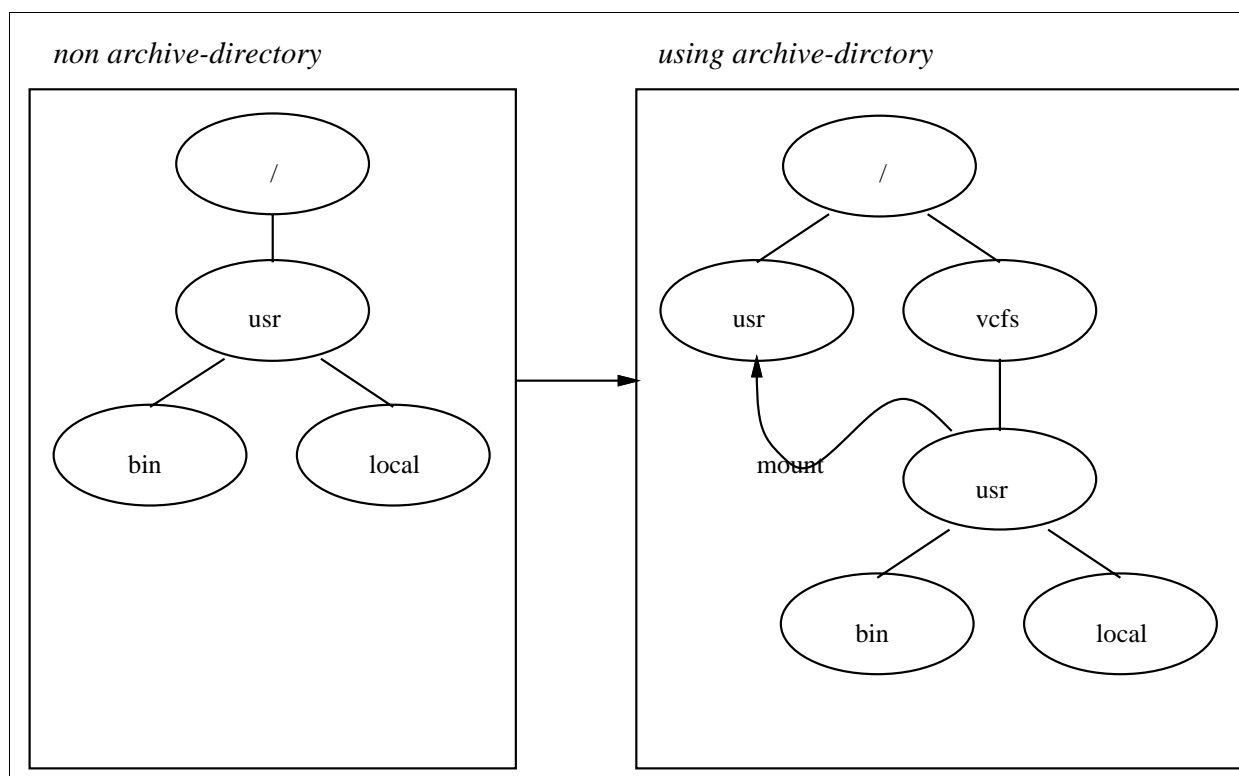 non archive-directory
/
usr
bin
local
using archive-dirctory
/
usr
vcfs
mount
usr
bin
local